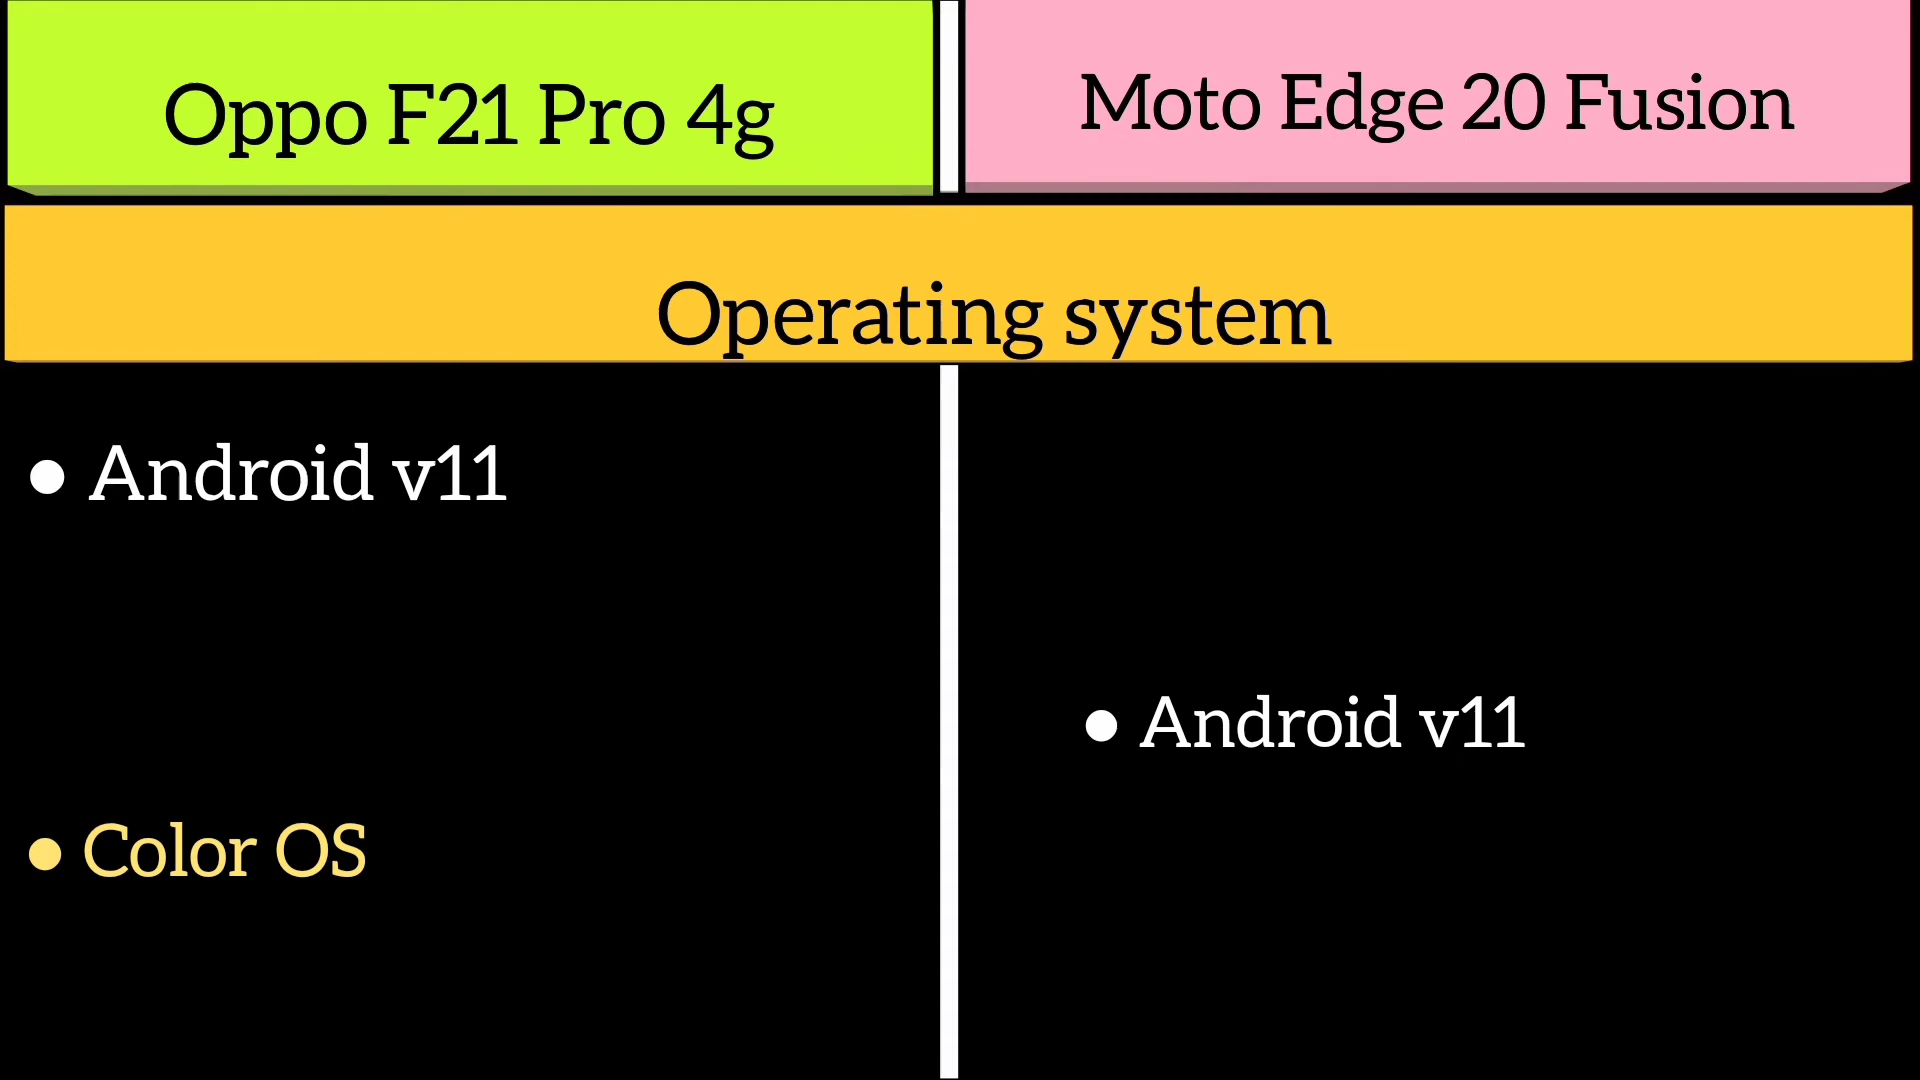 Oppo F21 Pro 4g
Moto Edge 20 Fusion
Operating system
● Android v11
● Color OS
● Android v11